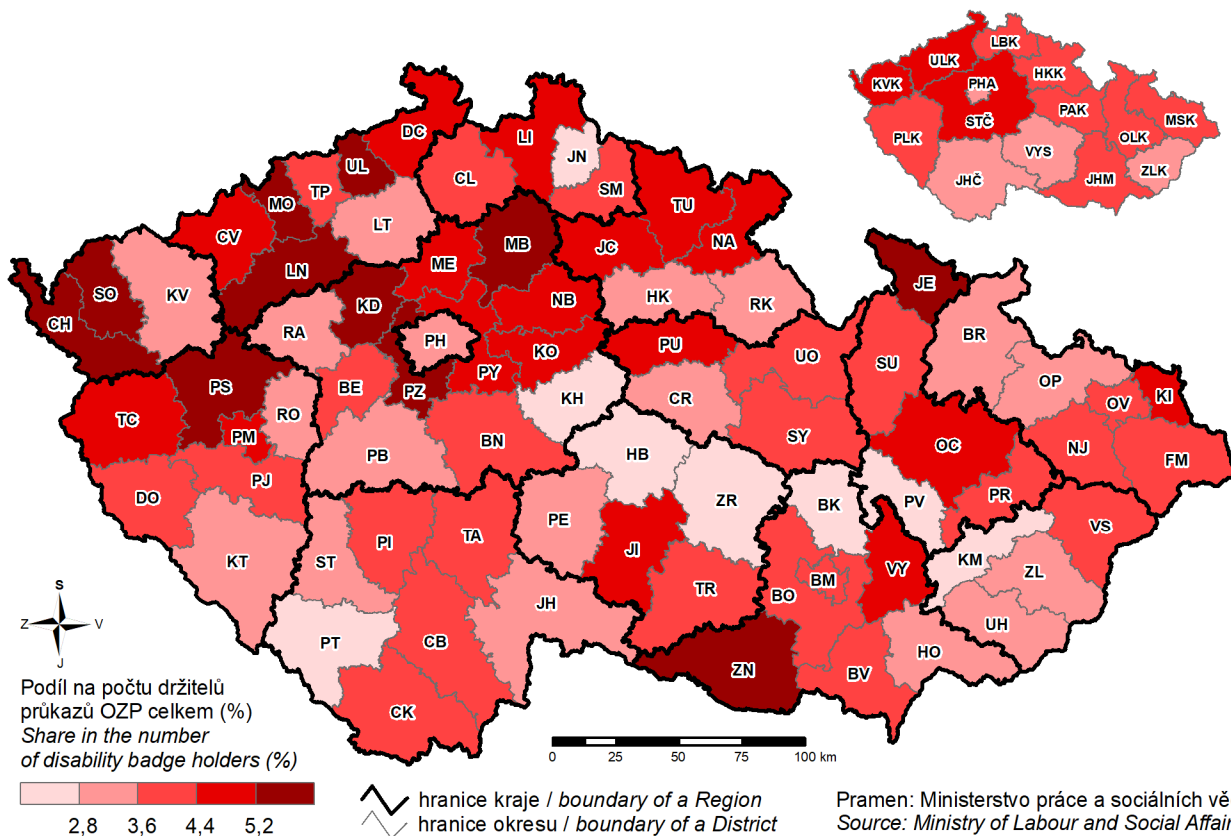 LBK
ULK
HKK
KVK
PHA
PAK
STČ
MSK
PLK
OLK
VYS
JHČ
JHM
ZLK
DC
LI
JN
UL
CL
TP
SM
MO
TU
LT
CV
NA
JC
MB
ME
LN
SO
KV
NB
JE
KD
HK
RK
CH
RA
BR
PH
KO
PU
UO
SU
PS
PY
BE
PZ
OP
KH
CR
KI
OV
TC
RO
PM
BN
SY
OC
NJ
FM
PB
HB
PJ
DO
ZR
BK
PV
PR
PE
VS
TA
PI
JI
KT
ST
KM
VY
ZL
BM
TR
BO
JH
UH
PT
CB
HO
ZN
BV
CK
S
Z V
J
Podíl na počtu držitelů
průkazů OZP celkem (%)
Share in the number
of disability badge holders (%)
2,8 3,6 4,4 5,2
0 25 50 75 100 km
hranice kraje / boundary of a Region
hranice okresu / boundary of a District
Pramen: Ministerstvo práce a sociálních vě
Source: Ministry of Labour and Social Affair